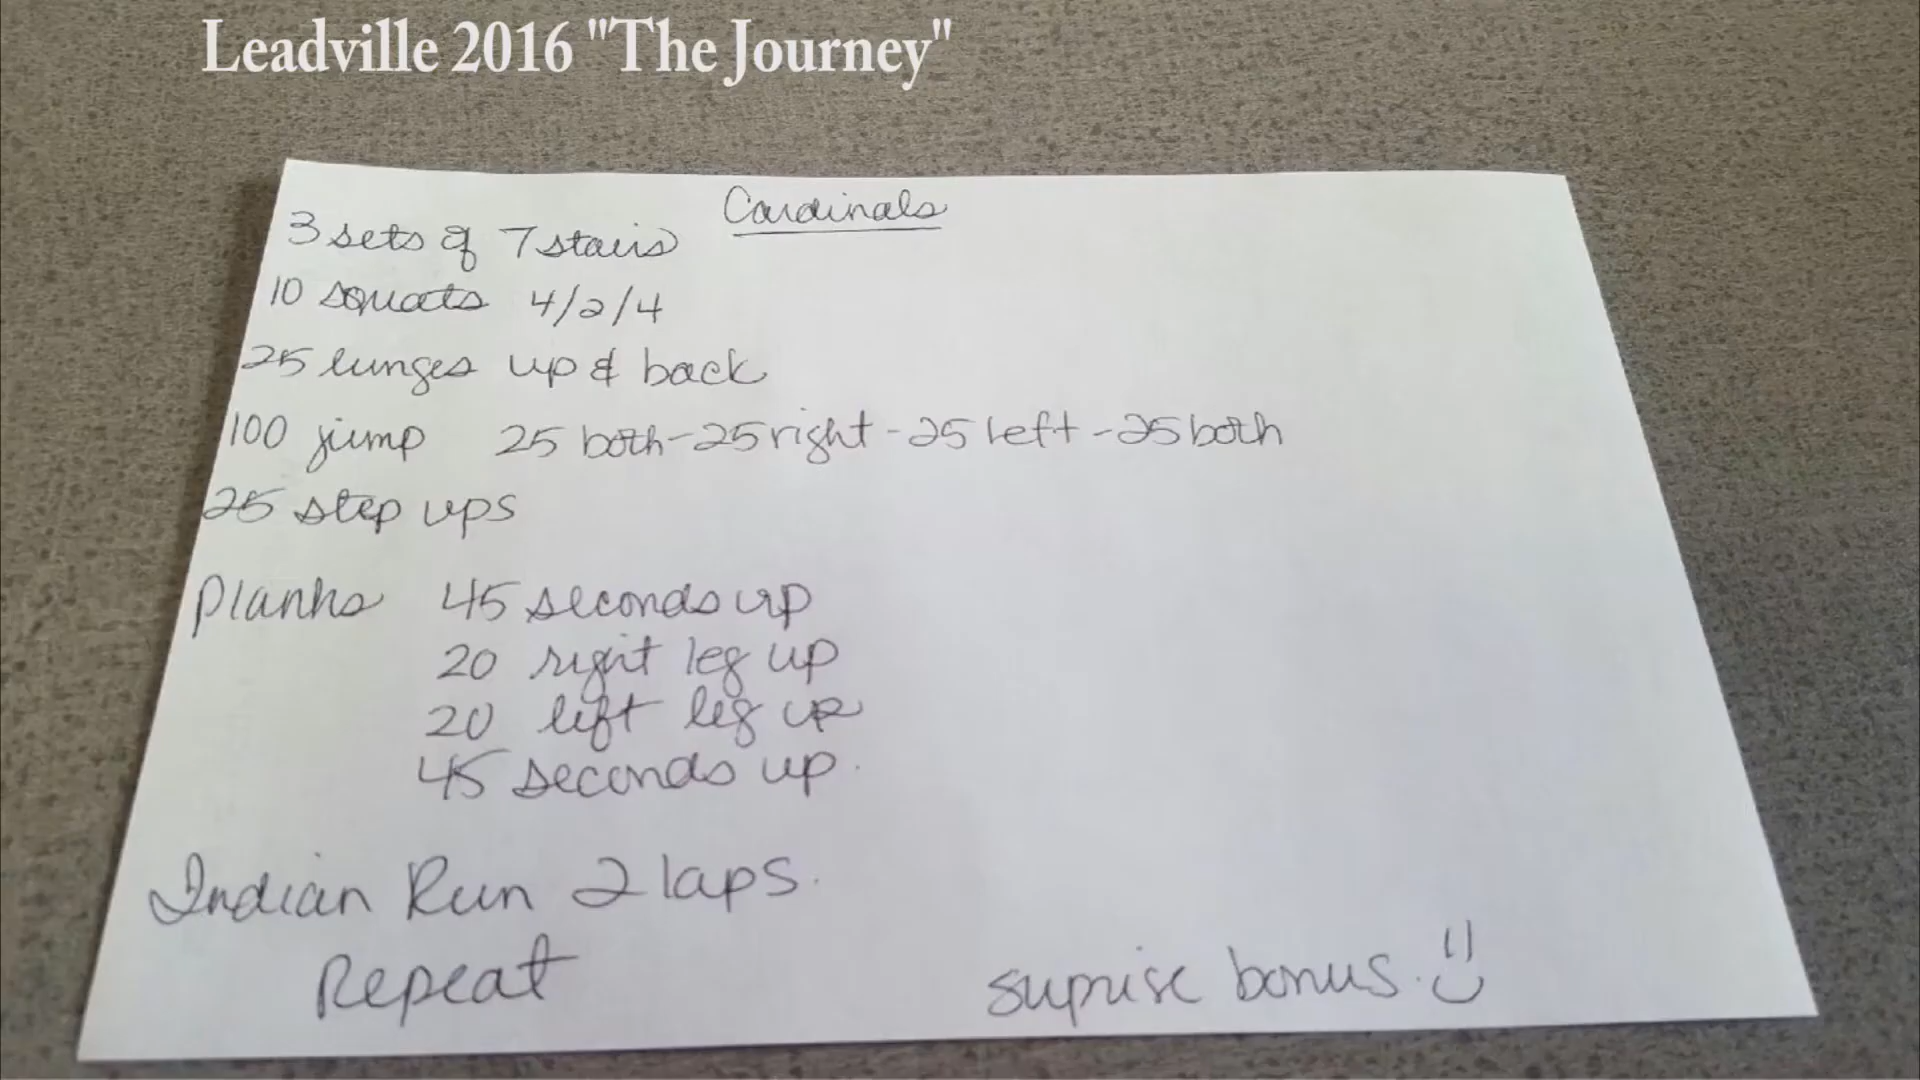 Leadville 2016 "The Journey"
Cardinals
3 sets of 7 stairs
10 squats 4/2/4
25 lunges up & back
100 jump 25 both - 25 right - 25 left - 25 both
25 step ups
Planks 45 seconds up
20 right leg up
20 left leg up
45 seconds up.
Indian Run 2 laps.
Repeat
suprise bonus. :)